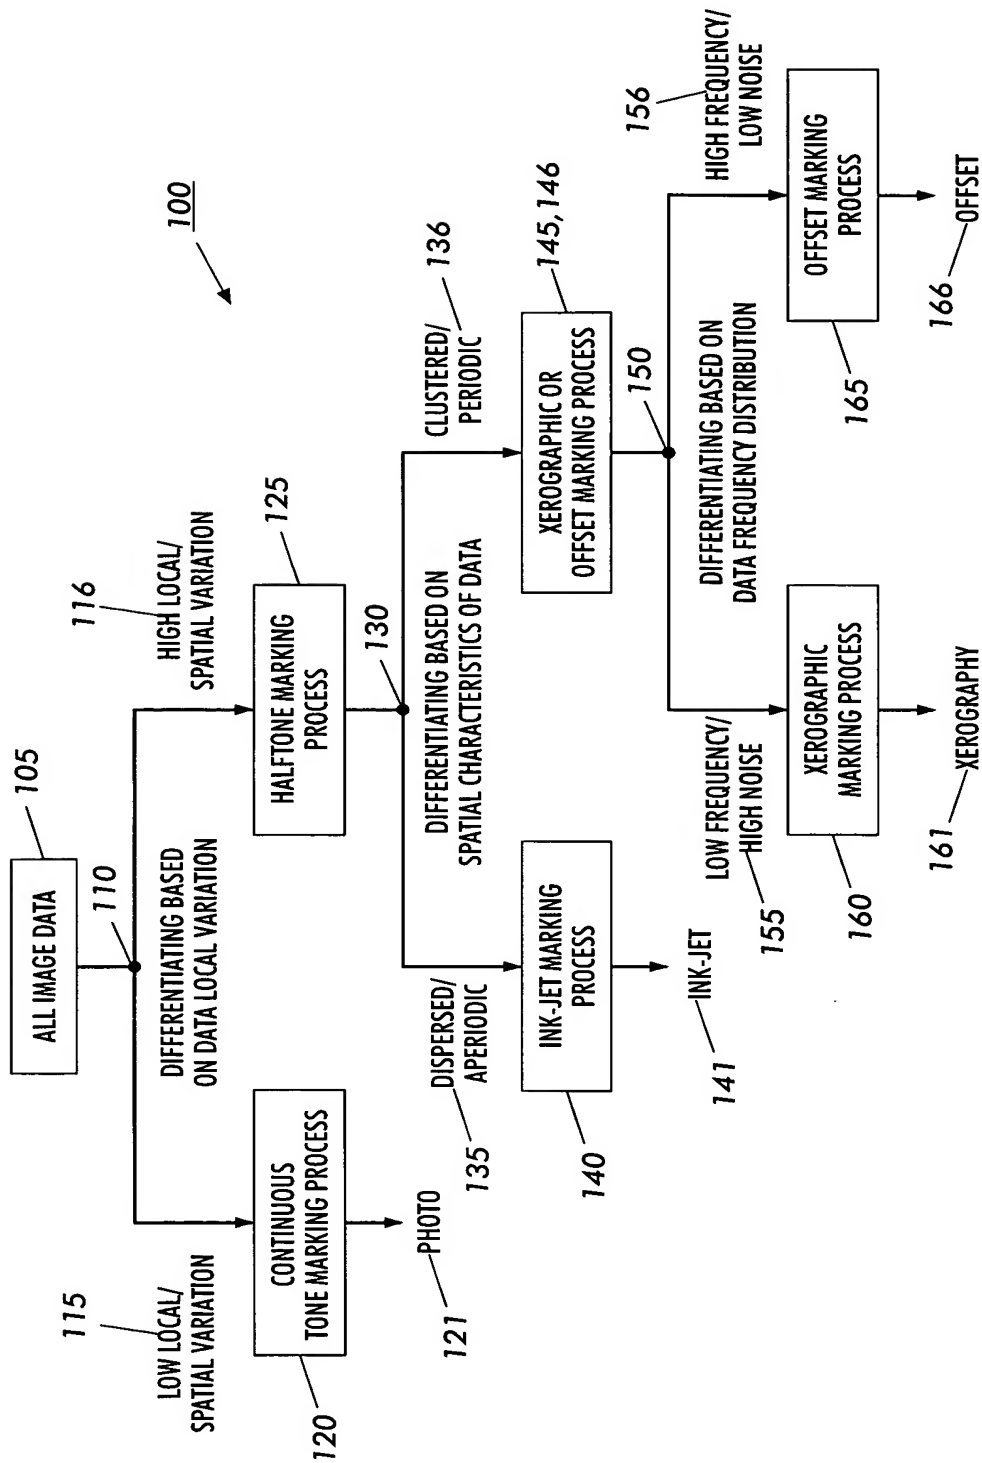 100
ALL IMAGE DATA
105
110
DIFFERENTIATING BASED
ON DATA LOCAL VARIATION
115
LOW LOCAL/
SPATIAL VARIATION
116
HIGH LOCAL/
SPATIAL VARIATION
CONTINUOUS
TONE MARKING PROCESS
120
PHOTO
121
HALFTONE MARKING
PROCESS
125
130
DIFFERENTIATING BASED ON
SPATIAL CHARACTERISTICS OF DATA
DISPERSED/
APERIODIC
135
CLUSTERED/
PERIODIC
136
INK-JET MARKING
PROCESS
140
INK-JET
141
XEROGRAPHIC OR
OFFSET MARKING PROCESS
145,146
150
DIFFERENTIATING BASED ON
DATA FREQUENCY DISTRIBUTION
LOW FREQUENCY/
HIGH NOISE
155
156
HIGH FREQUENCY/
LOW NOISE
XEROGRAPHIC
MARKING PROCESS
160
161
XEROGRAPHY
OFFSET MARKING
PROCESS
165
166
OFFSET